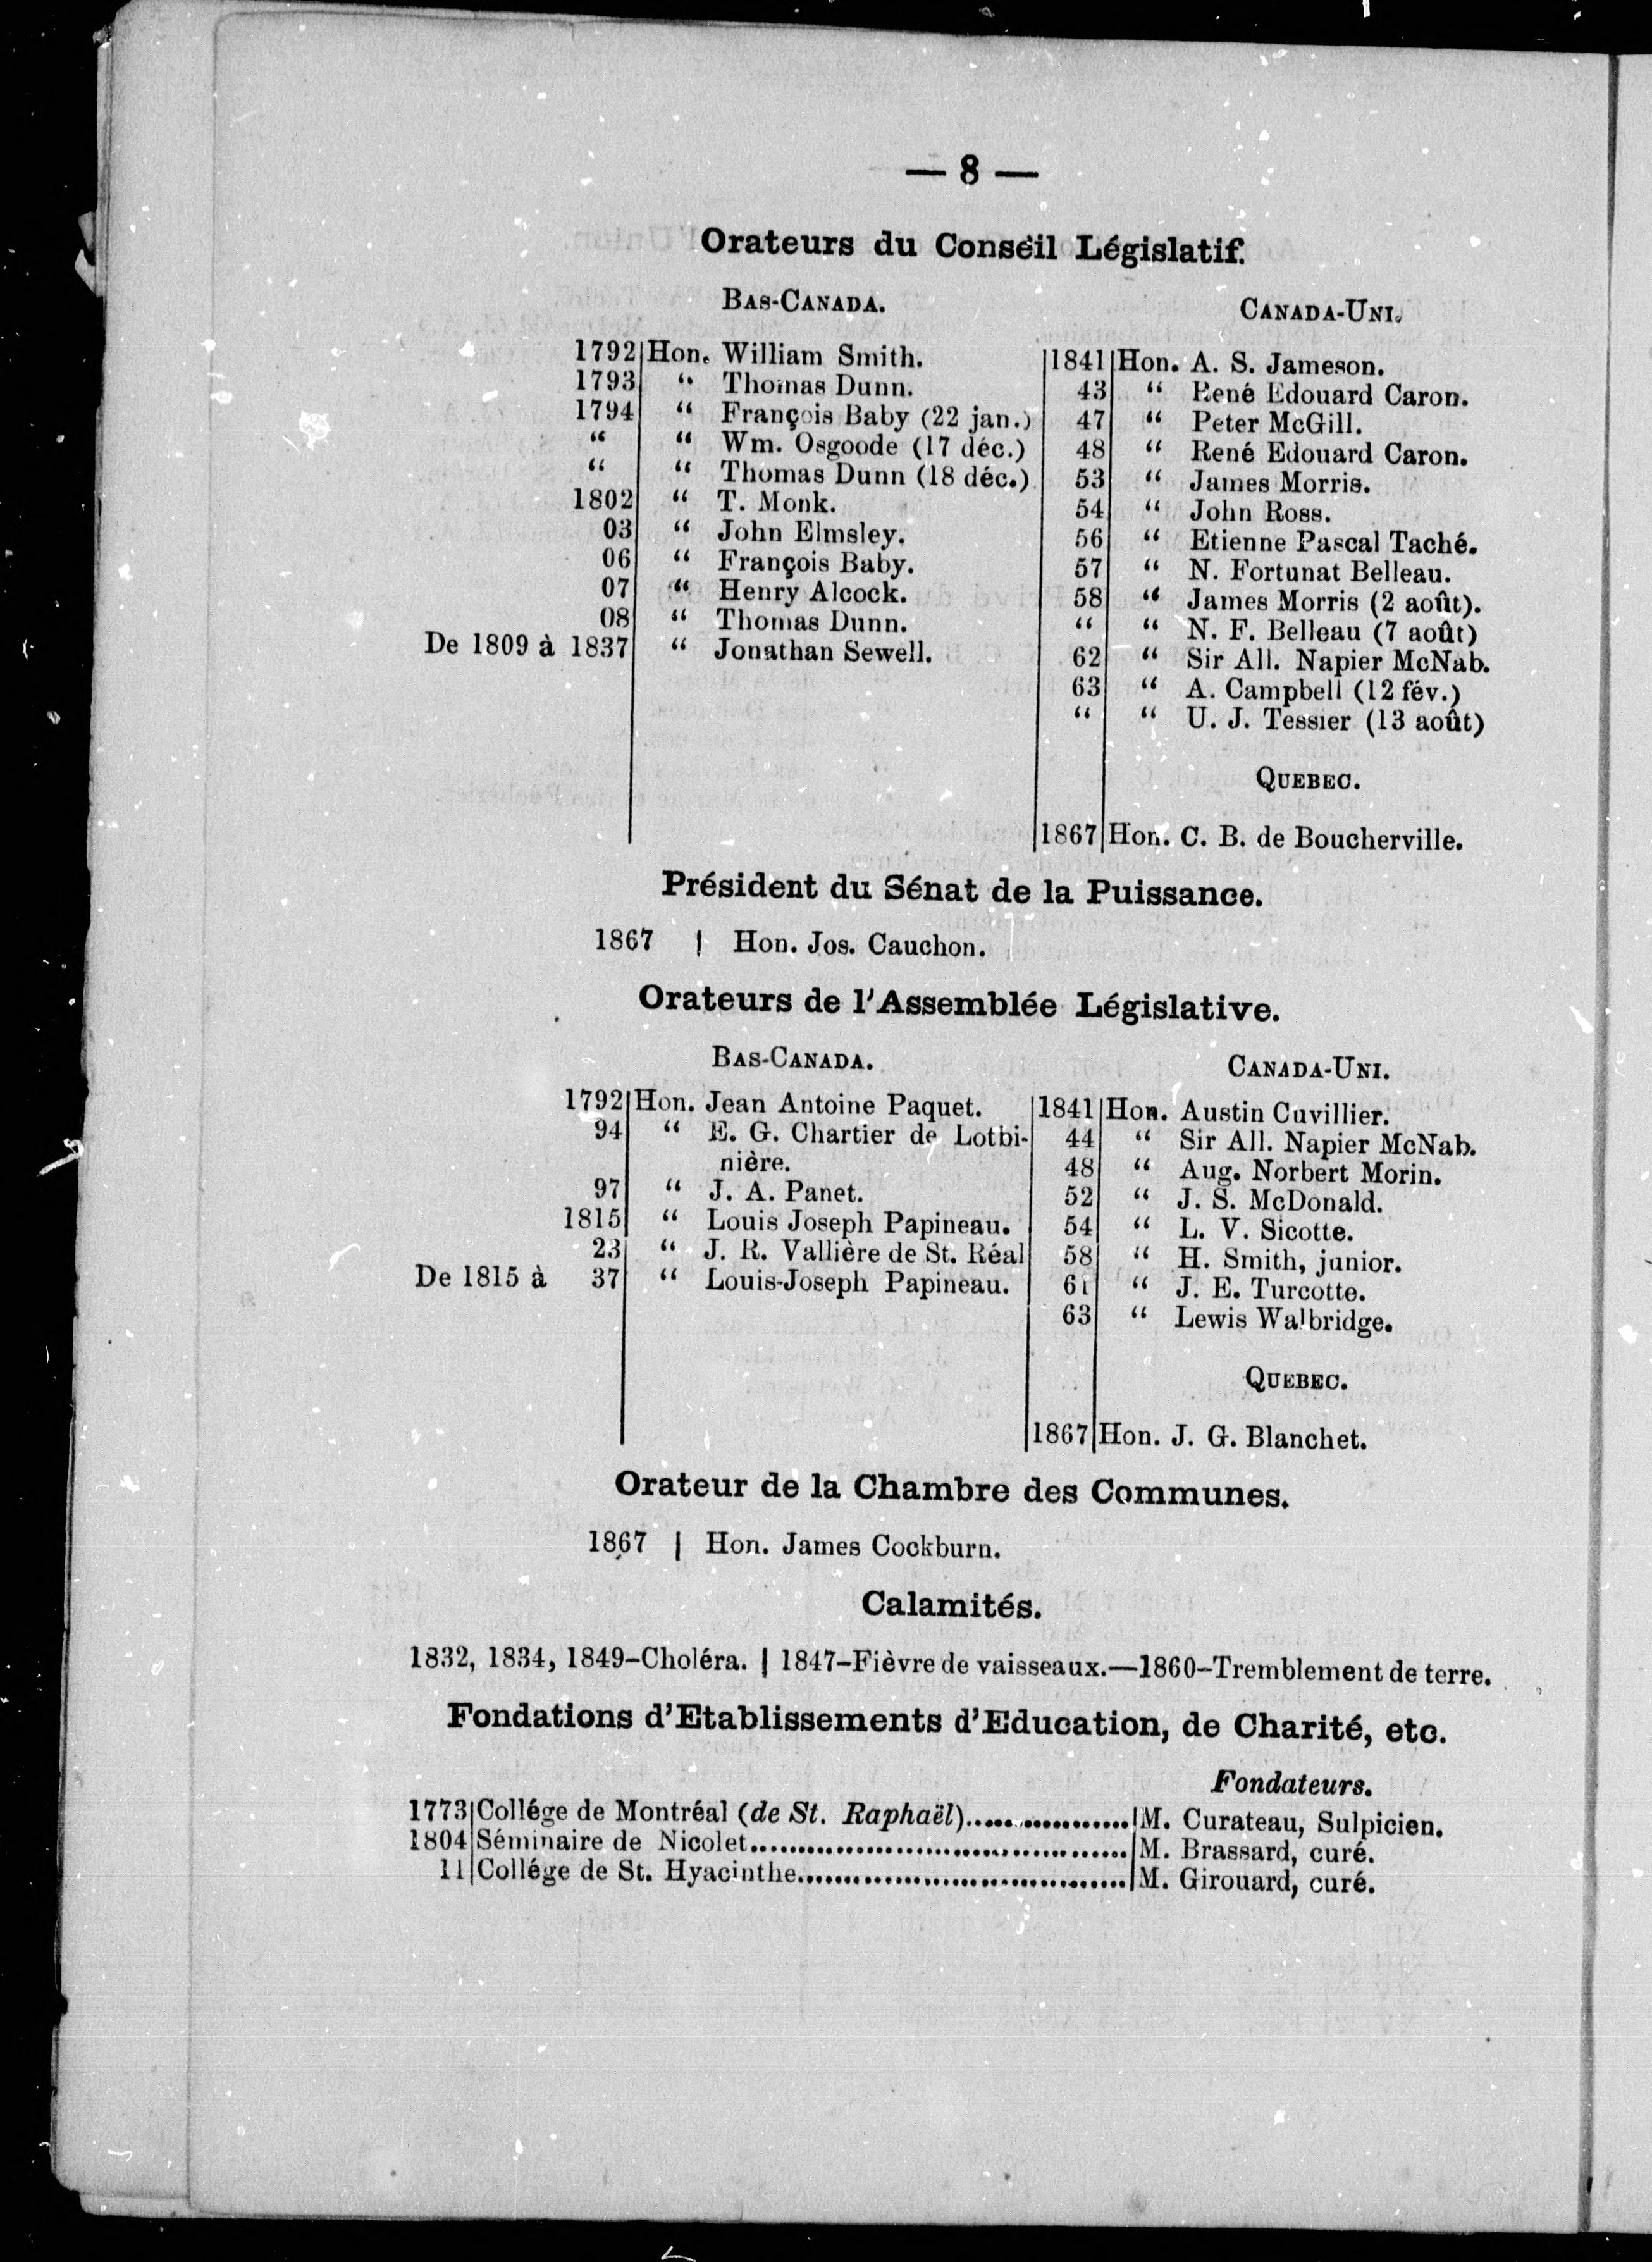 — 8 —
Orateurs du Conseil Législatif.
BAS-CANADA.
1792 Hon. William Smith.
1793 “ Thomas Dunn.
1794 “ François Baby (22 jan.)
“ “ Wm. Osgoode (17 déc.)
“ “ Thomas Dunn (18 déc.)
1802 “ T. Monk.
03 “ John Elmsley.
06 “ François Baby.
07 “ Henry Alcock.
08 “ Thomas Dunn.
De 1809 à 1837 “ Jonathan Sewell.
CANADA-UNI.
1841 Hon. A. S. Jameson.
43 “ René Edouard Caron.
47 “ Peter McGill.
48 “ René Edouard Caron.
53 “ James Morris.
54 “ John Ross.
56 “ Etienne Pascal Taché.
57 “ N. Fortunat Belleau.
58 “ James Morris (2 août).
“ “ N. F. Belleau (7 août)
62 “ Sir All. Napier McNab.
63 “ A. Campbell (12 fév.)
“ “ U. J. Tessier (13 août)
QUEBEC.
1867 Hon. C. B. de Boucherville.
Président du Sénat de la Puissance.
1867 | Hon. Jos. Cauchon.
Orateurs de l'Assemblée Législative.
BAS-CANADA.
1792 Hon. Jean Antoine Paquet.
94 “ E. G. Chartier de Lotbi-
nière.
97 “ J. A. Panet.
1815 “ Louis Joseph Papineau.
23 “ J. R. Vallière de St. Réal
De 1815 à 37 “ Louis-Joseph Papineau.
CANADA-UNI.
1841 Hon. Austin Cuvillier.
44 “ Sir All. Napier McNab.
48 “ Aug. Norbert Morin.
52 “ J. S. McDonald.
54 “ L. V. Sicotte.
58 “ H. Smith, junior.
61 “ J. E. Turcotte.
63 “ Lewis Walbridge.
QUEBEC.
1867 Hon. J. G. Blanchet.
Orateur de la Chambre des Communes.
1867 | Hon. James Cockburn.
Calamités.
1832, 1834, 1849–Choléra. | 1847–Fièvre de vaisseaux.—1860–Tremblement de terre.
Fondations d'Etablissements d'Education, de Charité, etc.
Fondateurs.
1773 Collége de Montréal (de St. Raphaël).................. M. Curateau, Sulpicien.
1804 Séminaire de Nicolet....................................... M. Brassard, curé.
11 Collége de St. Hyacinthe.................................. M. Girouard, curé.